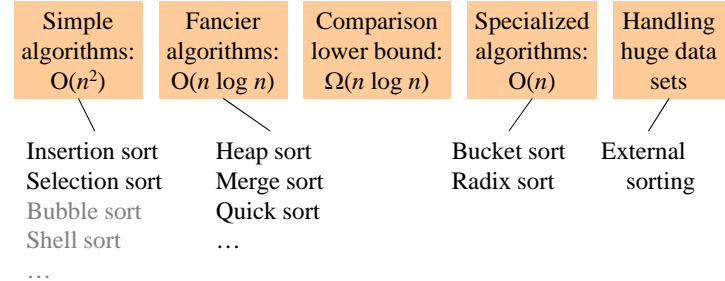 Simple
algorithms:
O(n²)
Fancier
algorithms:
O(n log n)
Comparison
lower bound:
Ω(n log n)
Specialized
algorithms:
O(n)
Handling
huge data
sets
Insertion sort
Selection sort
Bubble sort
Shell sort
…
Heap sort
Merge sort
Quick sort
…
Bucket sort
Radix sort
External
sorting